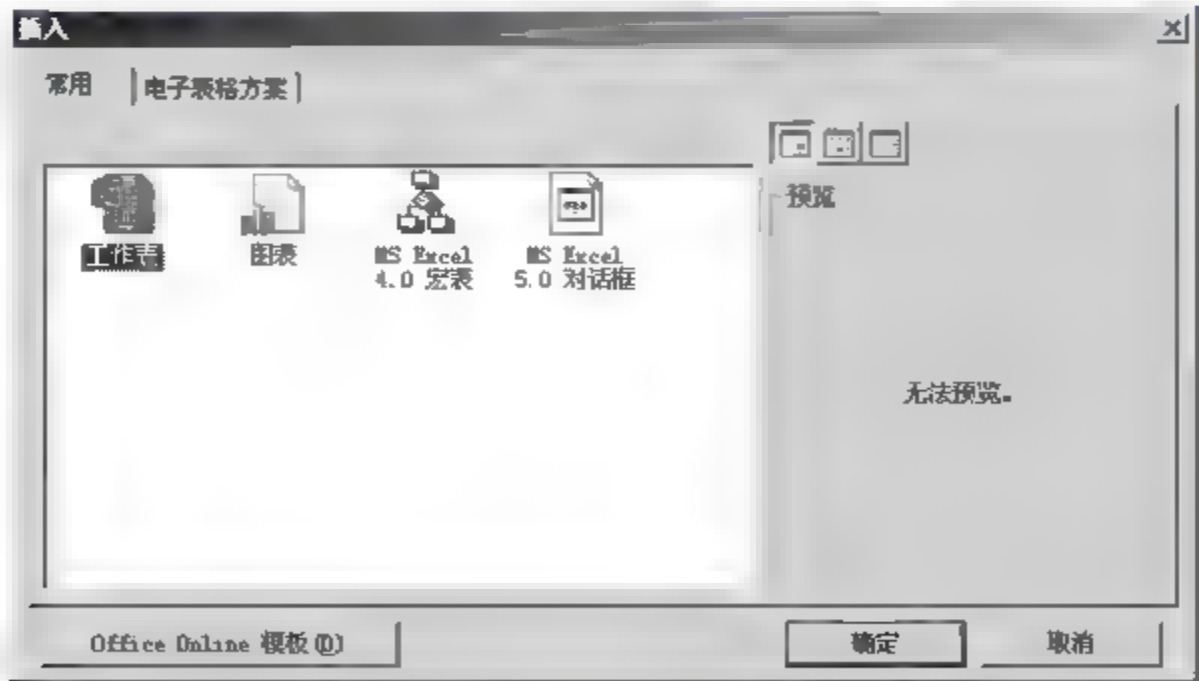 插入
常用
电子表格方案
预览
工作表
图表
MS Excel
4.0 宏表
MS Excel
5.0 对话框
无法预览。
Office Online 模板(D)
确定
取消